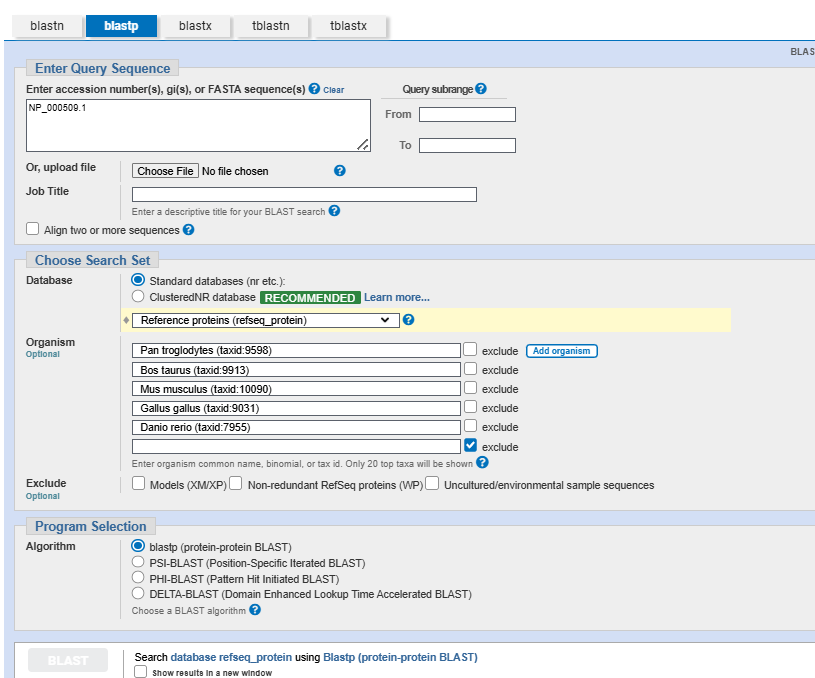 blastn blastp blastx tblastn tblastx
BLAS
Enter Query Sequence
Enter accession number(s), gi(s), or FASTA sequence(s) ? Clear Query subrange ?
NP_000509.1
From
To
Or, upload file Choose File No file chosen ?
Job Title
Enter a descriptive title for your BLAST search ?
Align two or more sequences ?
Choose Search Set
Database Standard databases (nr etc.):
ClusteredNR database RECOMMENDED Learn more...
Reference proteins (refseq_protein) ?
Organism
Optional
Pan troglodytes (taxid:9598) exclude Add organism
Bos taurus (taxid:9913) exclude
Mus musculus (taxid:10090) exclude
Gallus gallus (taxid:9031) exclude
Danio rerio (taxid:7955) exclude
exclude
Enter organism common name, binomial, or tax id. Only 20 top taxa will be shown ?
Exclude
Optional
Models (XM/XP) Non-redundant RefSeq proteins (WP) Uncultured/environmental sample sequences
Program Selection
Algorithm blastp (protein-protein BLAST)
PSI-BLAST (Position-Specific Iterated BLAST)
PHI-BLAST (Pattern Hit Initiated BLAST)
DELTA-BLAST (Domain Enhanced Lookup Time Accelerated BLAST)
Choose a BLAST algorithm ?
BLAST Search database refseq_protein using Blastp (protein-protein BLAST)
Show results in a new window